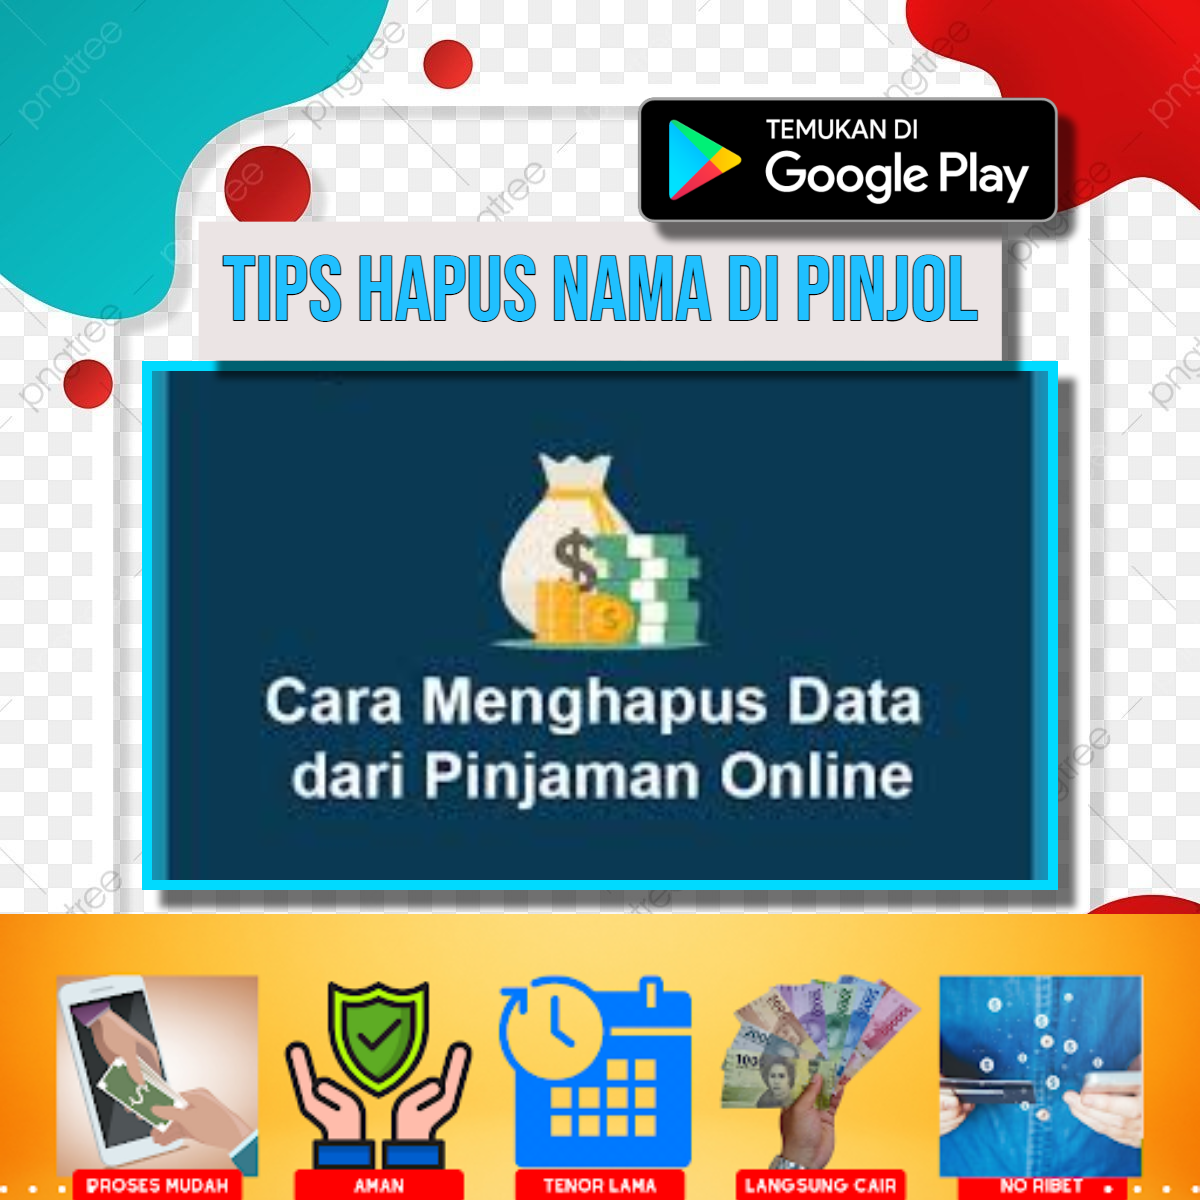 pngtree
TEMUKAN DI
Google Play
TIPS HAPUS NAMA DI PINJOL
Cara Menghapus Data
dari Pinjaman Online
PROSES MUDAH
AMAN
TENOR LAMA
LANGSUNG CAIR
NO RIBET